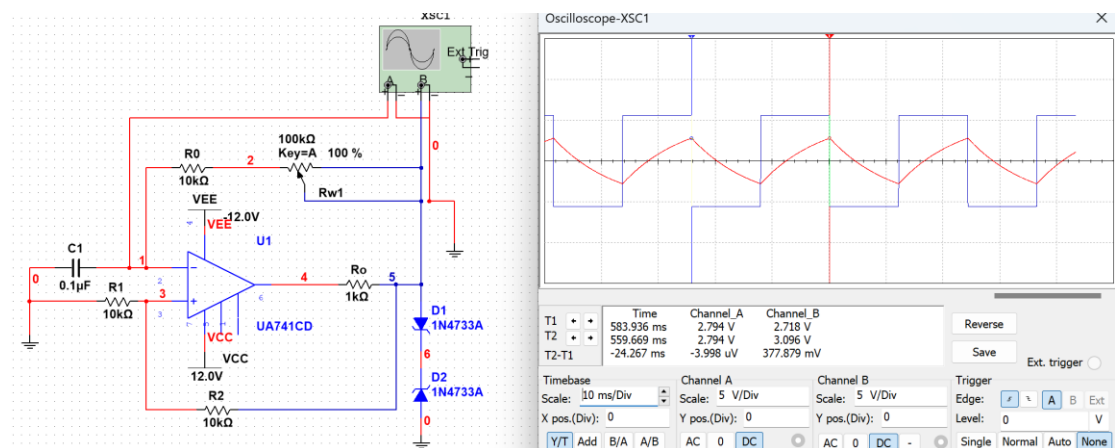 XSC1
Ext Trig
A
B
0
100kΩ
Key=A
100 %
R0
2
10kΩ
Rw1
VEE
-12.0V
4
VEE
U1
C1
1
0
0.1µF
2
R1
3
10kΩ
3
4
6
Ro
5
1kΩ
7
5
1
UA741CD
VCC
VCC
12.0V
D1
1N4733A
6
D2
1N4733A
R2
10kΩ
0
Oscilloscope-XSC1
Time Channel_A Channel_B
T1 583.936 ms 2.794 V 2.718 V
T2 559.669 ms 2.794 V 3.096 V
T2-T1 -24.267 ms -3.998 uV 377.879 mV
Reverse
Save
Ext. trigger
Timebase
Scale: 10 ms/Div
X pos.(Div): 0
Y/T Add B/A A/B
Channel A
Scale: 5 V/Div
Y pos.(Div): 0
AC 0 DC
Channel B
Scale: 5 V/Div
Y pos.(Div): 0
AC 0 DC -
Trigger
Edge: A B Ext
Level: 0 V
Single Normal Auto None